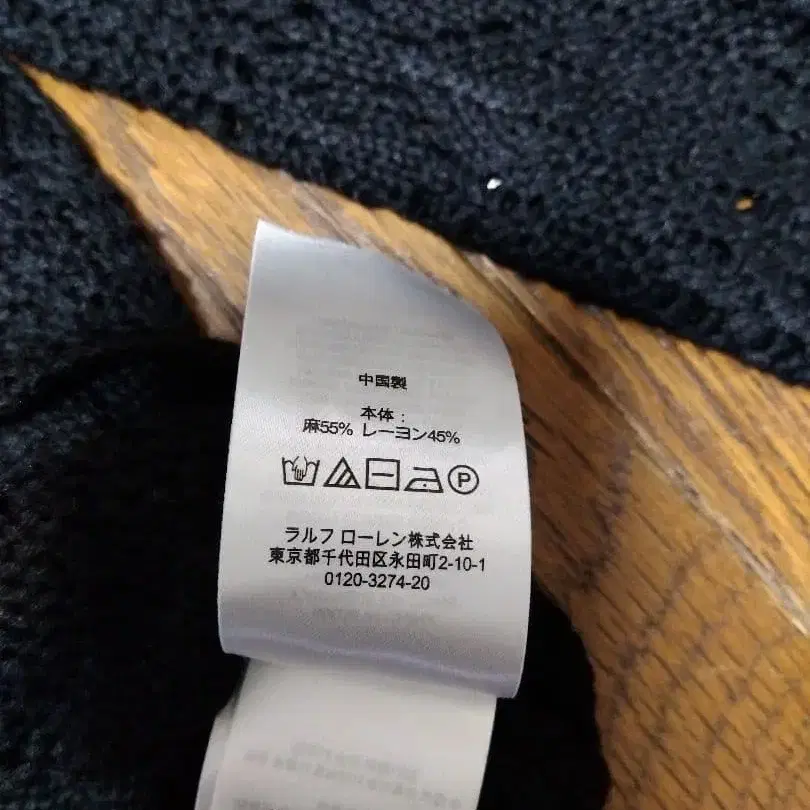 中国製
本体：
麻55% レーヨン45%
P
ラルフ ローレン株式会社
東京都千代田区永田町2-10-1
0120-3274-20